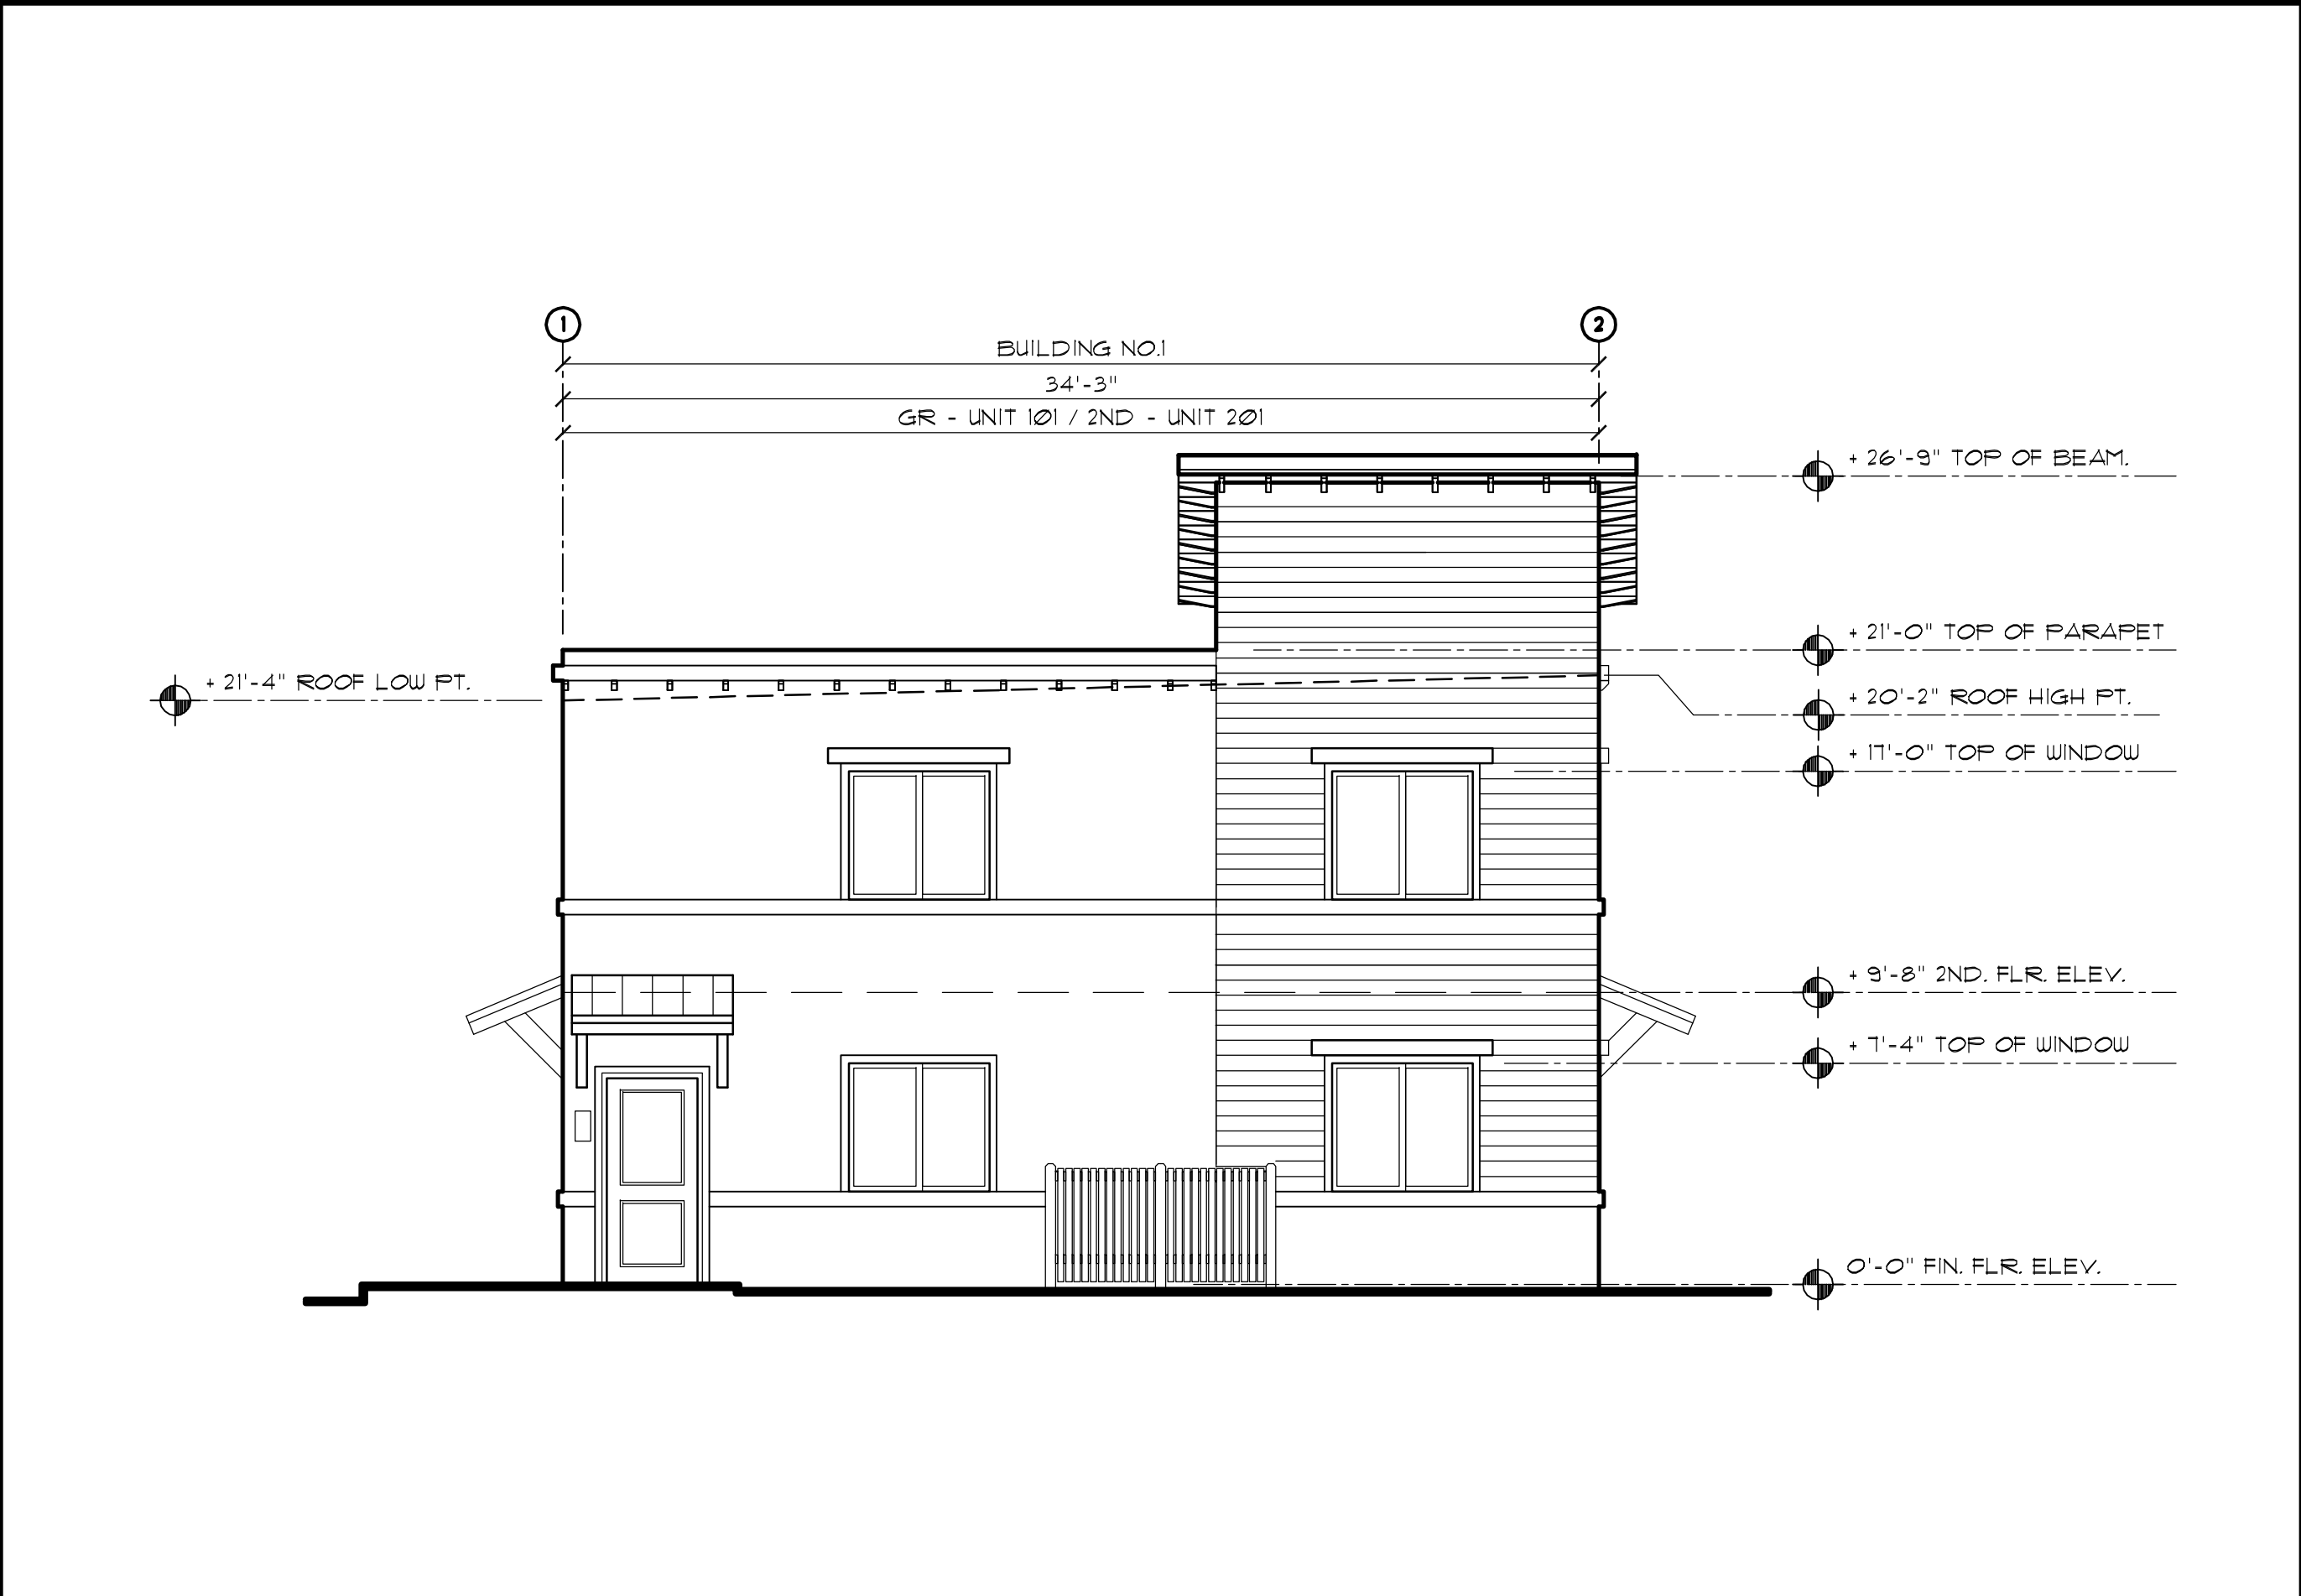 1
2
BUILDING NO.1
34'-3"
GR - UNIT 101 / 2ND - UNIT 201
+ 26'-9" TOP OF BEAM.
+ 21'-0" TOP OF PARAPET
+ 21'-4" ROOF LOW PT.
+ 20'-2" ROOF HIGH PT.
+ 17'-0" TOP OF WINDOW
+ 9'-8" 2ND. FLR. ELEV.
+ 7'-4" TOP OF WINDOW
0'-0" FIN. FLR. ELEV.